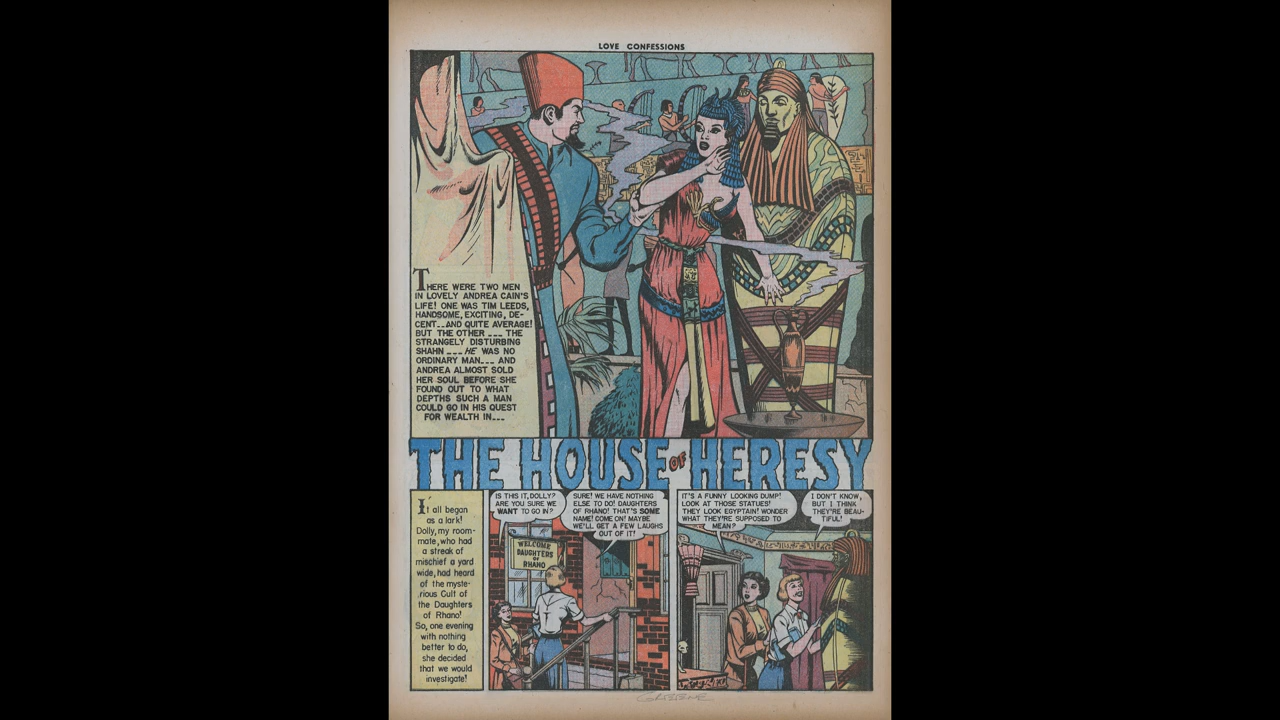 LOVE CONFESSIONS
THERE WERE TWO MEN
IN LOVELY ANDREA CAIN'S
LIFE! ONE WAS TIM LEEDS,
HANDSOME, EXCITING, DE-
CENT--AND QUITE AVERAGE!
BUT THE OTHER --- THE
STRANGELY DISTURBING
SHAHN --- HE WAS NO
ORDINARY MAN--- AND
ANDREA ALMOST SOLD
HER SOUL BEFORE SHE
FOUND OUT TO WHAT
DEPTHS SUCH A MAN
COULD GO IN HIS QUEST
FOR WEALTH IN---
THE HOUSE OF HERESY
It all began
as a lark!
Dolly, my room-
mate, who had
a streak of
mischief a yard
wide, had heard
of the myste-
rious Cult of
the Daughters
of Rhano!
So, one evening
with nothing
better to do,
she decided
that we would
investigate!
IS THIS IT, DOLLY?
ARE YOU SURE WE
WANT TO GO IN?
SURE! WE HAVE NOTHING
ELSE TO DO! DAUGHTERS
OF RHANO! THAT'S SOME
NAME! COME ON! MAYBE
WE'LL GET A FEW LAUGHS
OUT OF IT!
WELCOME
DAUGHTERS
OF
RHANO
IT'S A FUNNY LOOKING DUMP!
LOOK AT THOSE STATUES!
THEY LOOK EGYPTIAN! WONDER
WHAT THEY'RE SUPPOSED TO
MEAN?
I DON'T KNOW,
BUT I THINK
THEY'RE BEAU-
TIFUL!